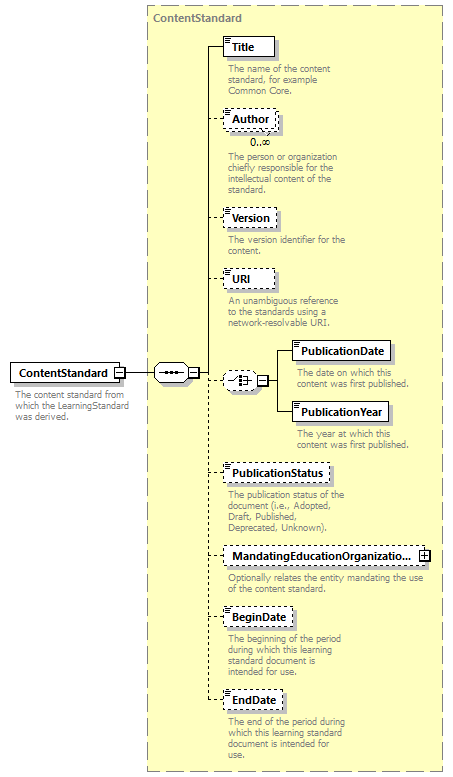 ContentStandard
Title
The name of the content
standard, for example
Common Core.
Author
0..∞
The person or organization
chiefly responsible for the
intellectual content of the
standard.
Version
The version identifier for the
content.
URI
An unambiguous reference
to the standards using a
network-resolvable URI.
ContentStandard
The content standard from
which the LearningStandard
was derived.
PublicationDate
The date on which this
content was first published.
PublicationYear
The year at which this
content was first published.
PublicationStatus
The publication status of the
document (i.e., Adopted,
Draft, Published,
Deprecated, Unknown).
MandatingEducationOrganizatio...
Optionally relates the entity mandating the use
of the content standard.
BeginDate
The beginning of the period
during which this learning
standard document is
intended for use.
EndDate
The end of the period during
which this learning standard
document is intended for
use.